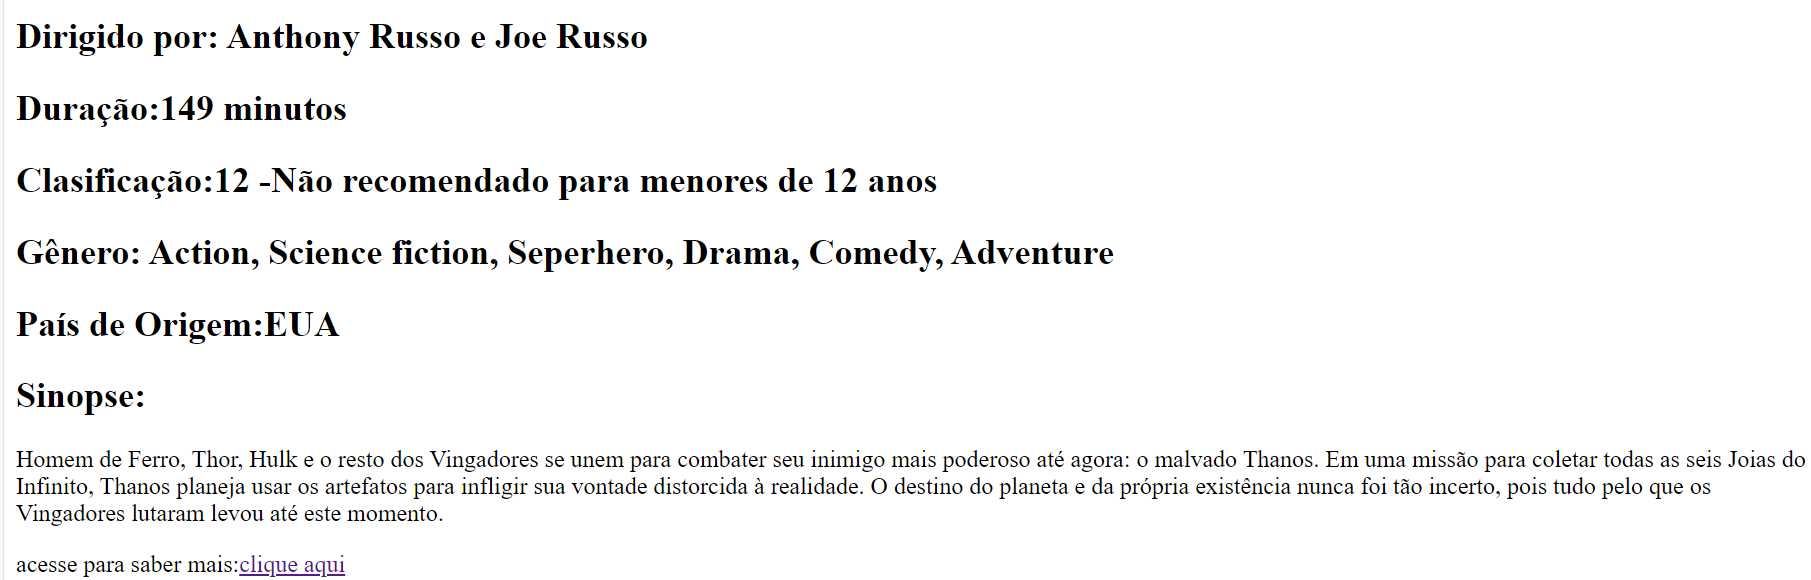 Dirigido por: Anthony Russo e Joe Russo
Duração:149 minutos
Clasificação:12 -Não recomendado para menores de 12 anos
Gênero: Action, Science fiction, Seperhero, Drama, Comedy, Adventure
País de Origem:EUA
Sinopse:
Homem de Ferro, Thor, Hulk e o resto dos Vingadores se unem para combater seu inimigo mais poderoso até agora: o malvado Thanos. Em uma missão para coletar todas as seis Joias do
Infinito, Thanos planeja usar os artefatos para infligir sua vontade distorcida à realidade. O destino do planeta e da própria existência nunca foi tão incerto, pois tudo pelo que os
Vingadores lutaram levou até este momento.
acesse para saber mais:clique aqui